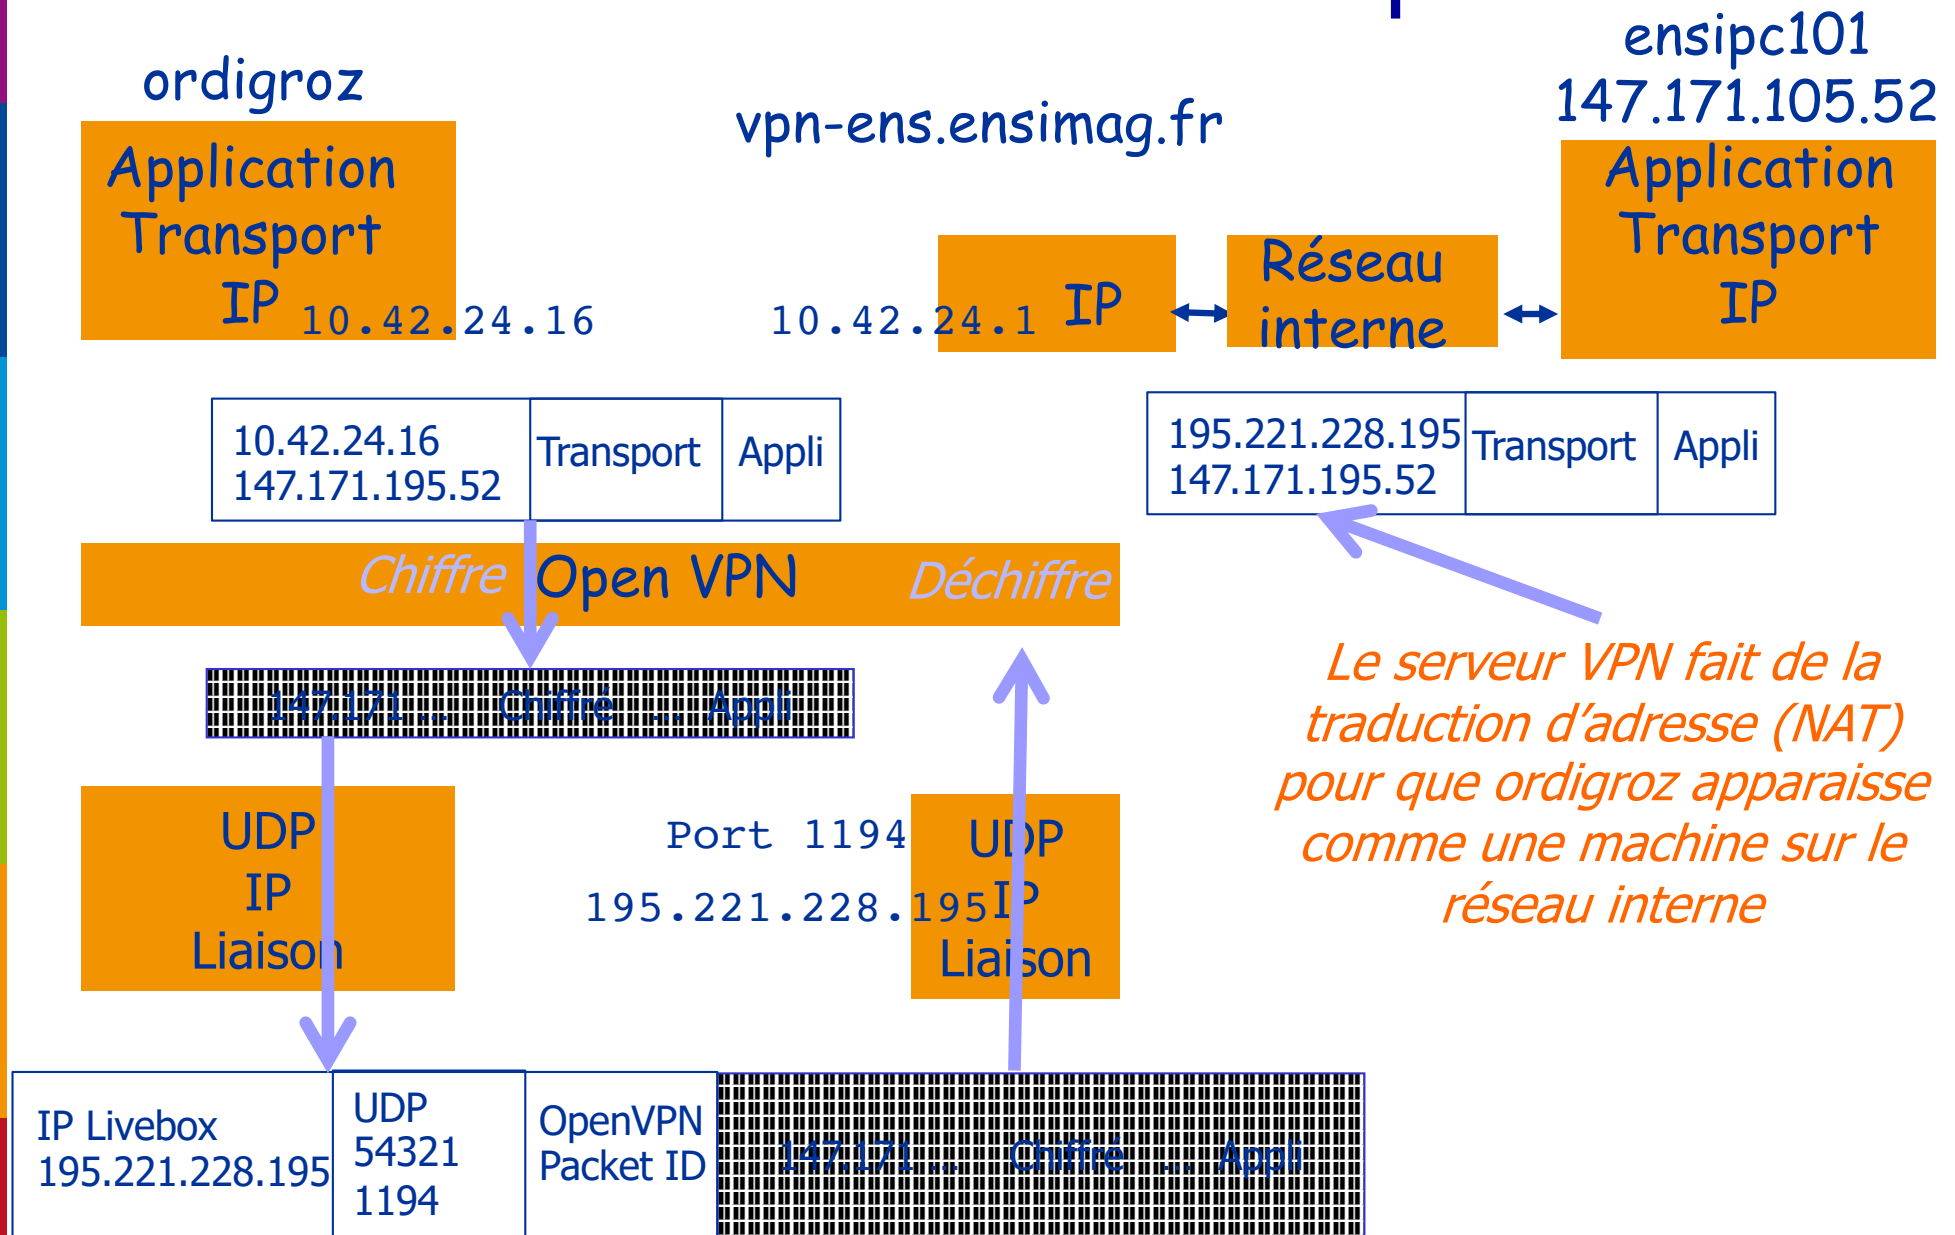 ordigroz
Application
Transport
IP
10.42.24.16
vpn-ens.ensimag.fr
10.42.24.1
IP
Réseau
interne
ensipc101
147.171.105.52
Application
Transport
IP
10.42.24.16
147.171.195.52
Transport
Appli
195.221.228.195
147.171.195.52
Transport
Appli
Chiffre
Open VPN
Déchiffre
147.171 ... Chiffré ... Appli
Le serveur VPN fait de la
traduction d'adresse (NAT)
pour que ordigroz apparaisse
comme une machine sur le
réseau interne
UDP
IP
Liaison
Port 1194
195.221.228.195
UDP
IP
Liaison
IP Livebox
195.221.228.195
UDP
54321
1194
OpenVPN
Packet ID
147.171 ... Chiffré ... Appli